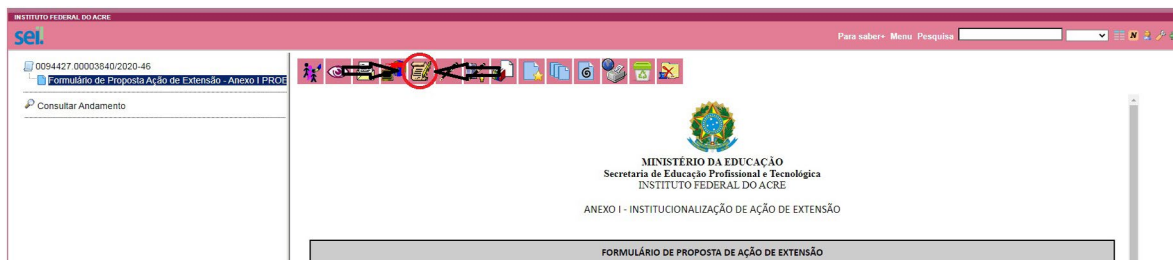 INSTITUTO FEDERAL DO ACRE
sei.
Para saber+ Menu Pesquisa
0094427.00003840/2020-46
Formulário de Proposta Ação de Extensão - Anexo I PROE
Consultar Andamento
MINISTÉRIO DA EDUCAÇÃO
Secretaria de Educação Profissional e Tecnológica
INSTITUTO FEDERAL DO ACRE
ANEXO I - INSTITUCIONALIZAÇÃO DE AÇÃO DE EXTENSÃO
FORMULÁRIO DE PROPOSTA DE AÇÃO DE EXTENSÃO